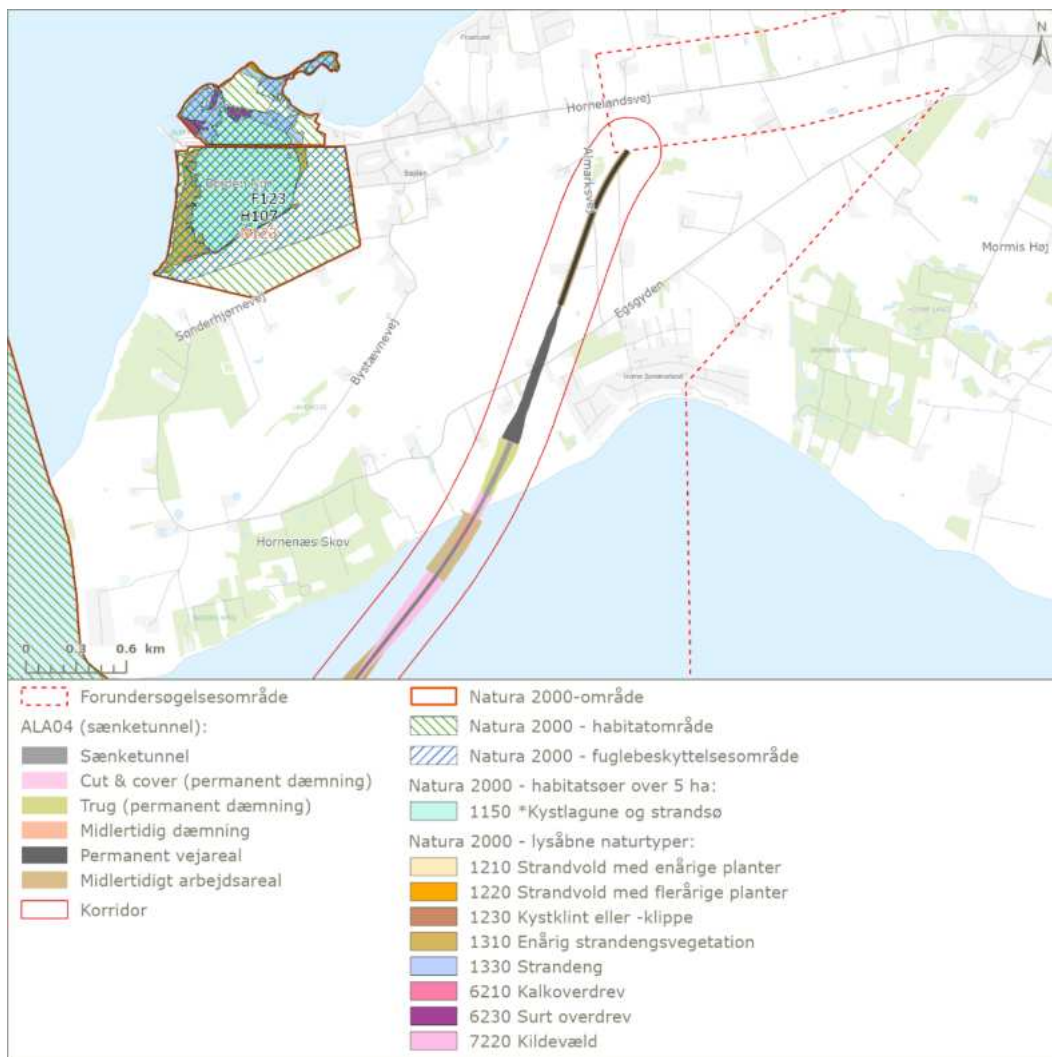 N
Hornelandsvej
Almarksvej
F123
H107
Mørmis Høj
Egsgyden
Sønderhjørnevej
Bystævnevej
Hornenæs Skov
0
0.3
0.6 km
Forundersøgelsesområde
ALA04 (sænketunnel):
Sænketunnel
Cut & cover (permanent dæmning)
Trug (permanent dæmning)
Midlertidig dæmning
Permanent vejareal
Midlertidigt arbejdsareal
Korridor
Natura 2000-område
Natura 2000 - habitatområde
Natura 2000 - fuglebeskyttelsesområde
Natura 2000 - habitatsøer over 5 ha:
1150 *Kystlagune og strandsø
Natura 2000 - lysåbne naturtyper:
1210 Strandvold med enårige planter
1220 Strandvold med flerårige planter
1230 Kystklint eller -klippe
1310 Enårig strandengsvegetation
1330 Strandeng
6210 Kalkoverdrev
6230 Surt overdrev
7220 Kildevæld